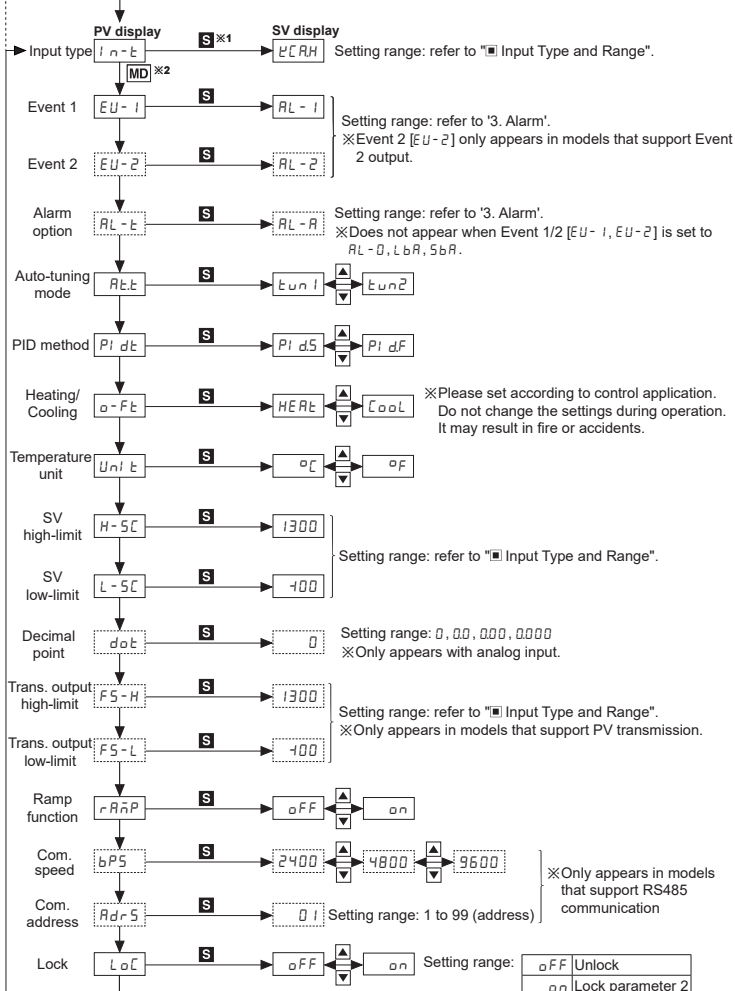 PV display
SV display
Input type In-t S ※1 KCA.H Setting range: refer to "▣ Input Type and Range".
MD ※2
Event 1 EU-1 S AL-1
Setting range: refer to '3. Alarm'.
※Event 2 [EU-2] only appears in models that support Event
2 output.
Event 2 EU-2 S AL-2
Alarm
option AL-t S AL-A
Setting range: refer to '3. Alarm'.
※Does not appear when Event 1/2 [EU-1, EU-2] is set to
AL-0, LbA, SbA.
Auto-tuning
mode At.t S tun1 ▲ ▼ tun2
PID method PIdt S PId.S ▲ ▼ PId.F
Heating/
Cooling o-Ft S HEAt ▲ ▼ CooL
※Please set according to control application.
Do not change the settings during operation.
It may result in fire or accidents.
Temperature
unit UnIt S °C ▲ ▼ °F
SV
high-limit H-SC S 1300
Setting range: refer to "▣ Input Type and Range".
SV
low-limit L-SC S -100
Decimal
point dot S 0
Setting range: 0, 0.0, 0.00, 0.000
※Only appears with analog input.
Trans. output
high-limit FS-H S 1300
Setting range: refer to "▣ Input Type and Range".
※Only appears in models that support PV transmission.
Trans. output
low-limit FS-L S -100
Ramp
function rAmP S oFF ▲ ▼ on
Com.
speed bPS S 2400 ▲ ▼ 4800 ▲ ▼ 9600
※Only appears in models
that support RS485
communication
Com.
address AdrS S 01 Setting range: 1 to 99 (address)
Lock LoC S oFF ▲ ▼ on Setting range:
oFF Unlock
on Lock parameter 2